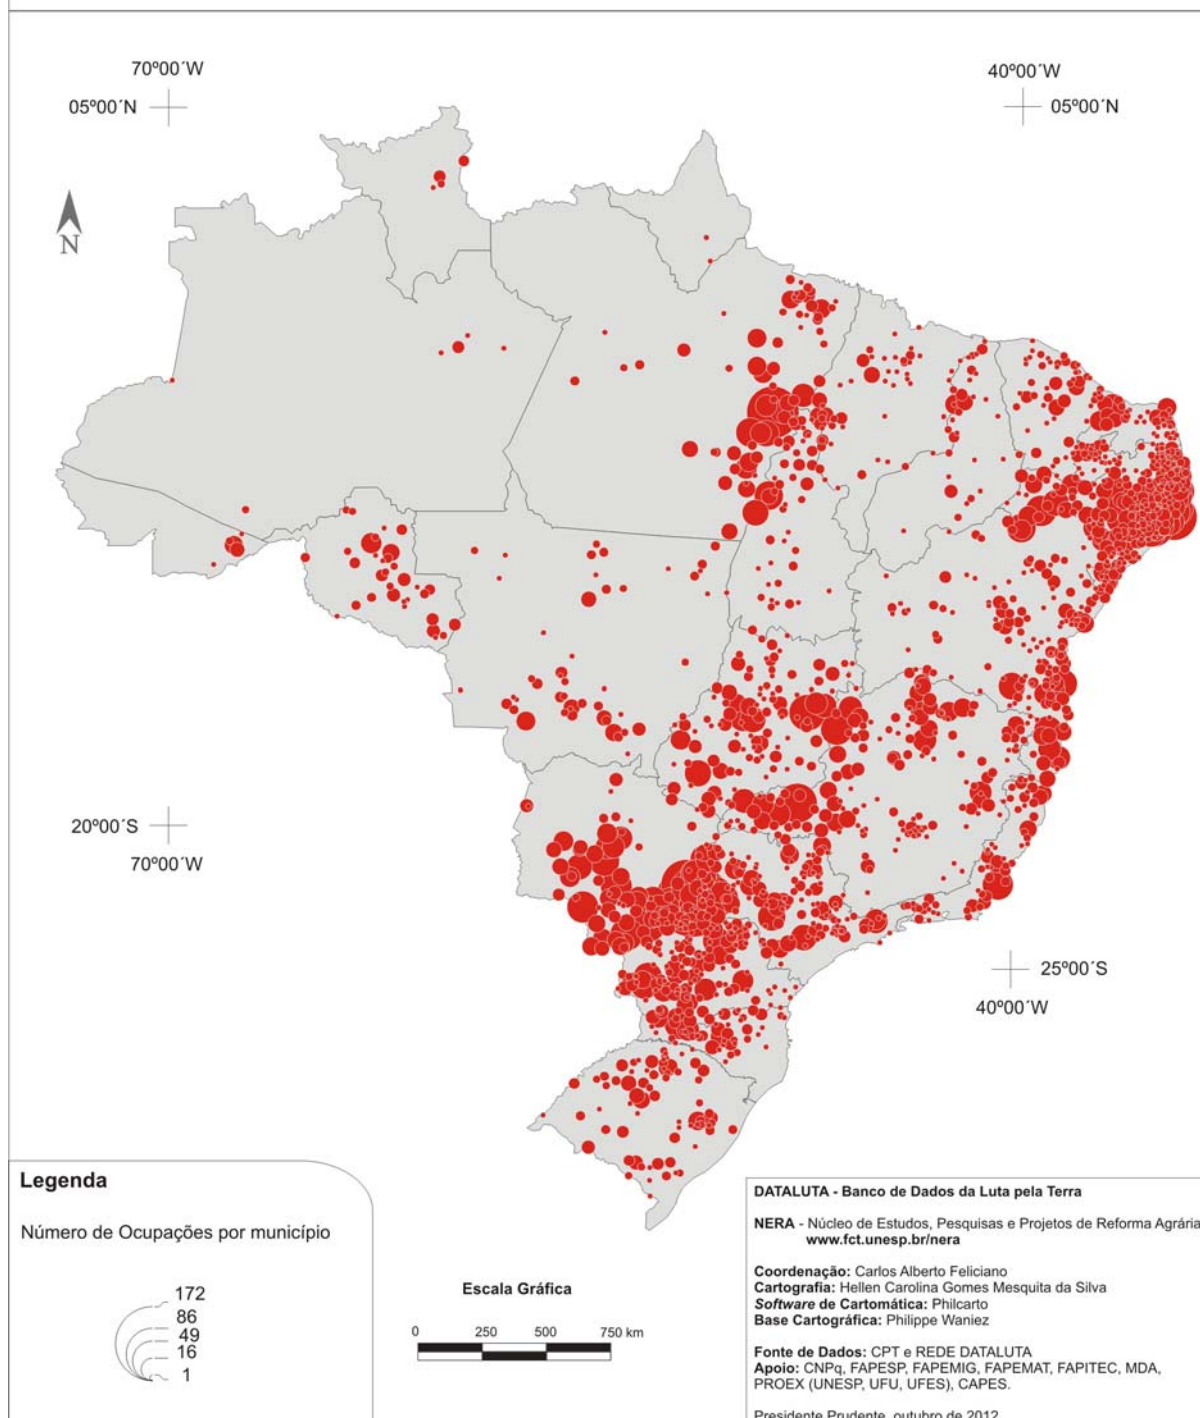 70º00´W
40º00´W
05º00´N
05º00´N
N
20º00´S
70º00´W
25º00´S
40º00´W
Legenda
Número de Ocupações por município
172
86
49
16
1
Escala Gráfica
0 250 500 750 km
DATALUTA - Banco de Dados da Luta pela Terra
NERA - Núcleo de Estudos, Pesquisas e Projetos de Reforma Agrária
www.fct.unesp.br/nera
Coordenação: Carlos Alberto Feliciano
Cartografia: Hellen Carolina Gomes Mesquita da Silva
Software de Cartomática: Philcarto
Base Cartográfica: Philippe Waniez
Fonte de Dados: CPT e REDE DATALUTA
Apoio: CNPq, FAPESP, FAPEMIG, FAPEMAT, FAPITEC, MDA,
PROEX (UNESP, UFU, UFES), CAPES.
Presidente Prudente, outubro de 2012